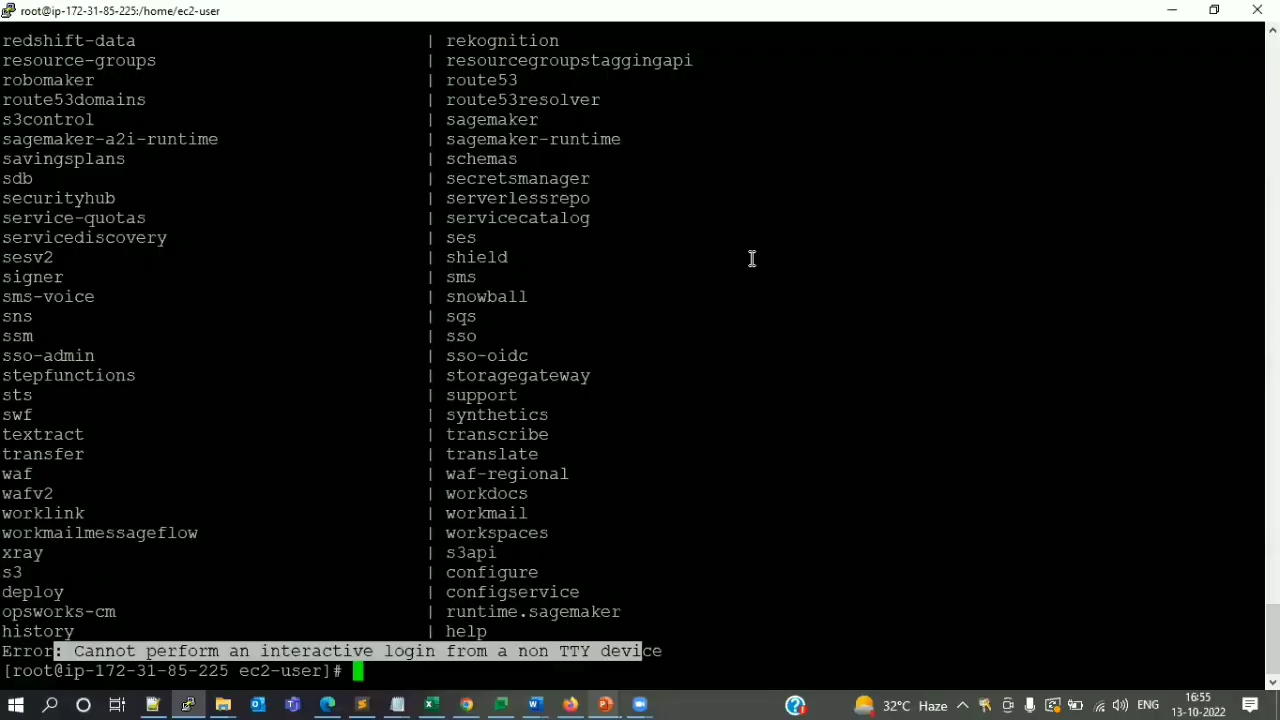 root@ip-172-31-85-225:/home/ec2-user
redshift-data | rekognition
resource-groups | resourcegroupstaggingapi
robomaker | route53
route53domains | route53resolver
s3control | sagemaker
sagemaker-a2i-runtime | sagemaker-runtime
savingsplans | schemas
sdb | secretsmanager
securityhub | serverlessrepo
service-quotas | servicecatalog
servicediscovery | ses
sesv2 | shield
signer | sms
sms-voice | snowball
sns | sqs
ssm | sso
sso-admin | sso-oidc
stepfunctions | storagegateway
sts | support
swf | synthetics
textract | transcribe
transfer | translate
waf | waf-regional
wafv2 | workdocs
worklink | workmail
workmailmessageflow | workspaces
xray | s3api
s3 | configure
deploy | configservice
opsworks-cm | runtime.sagemaker
history | help
Error: Cannot perform an interactive login from a non TTY device
[root@ip-172-31-85-225 ec2-user]#
32°C Haze ENG 16:55
13-10-2022